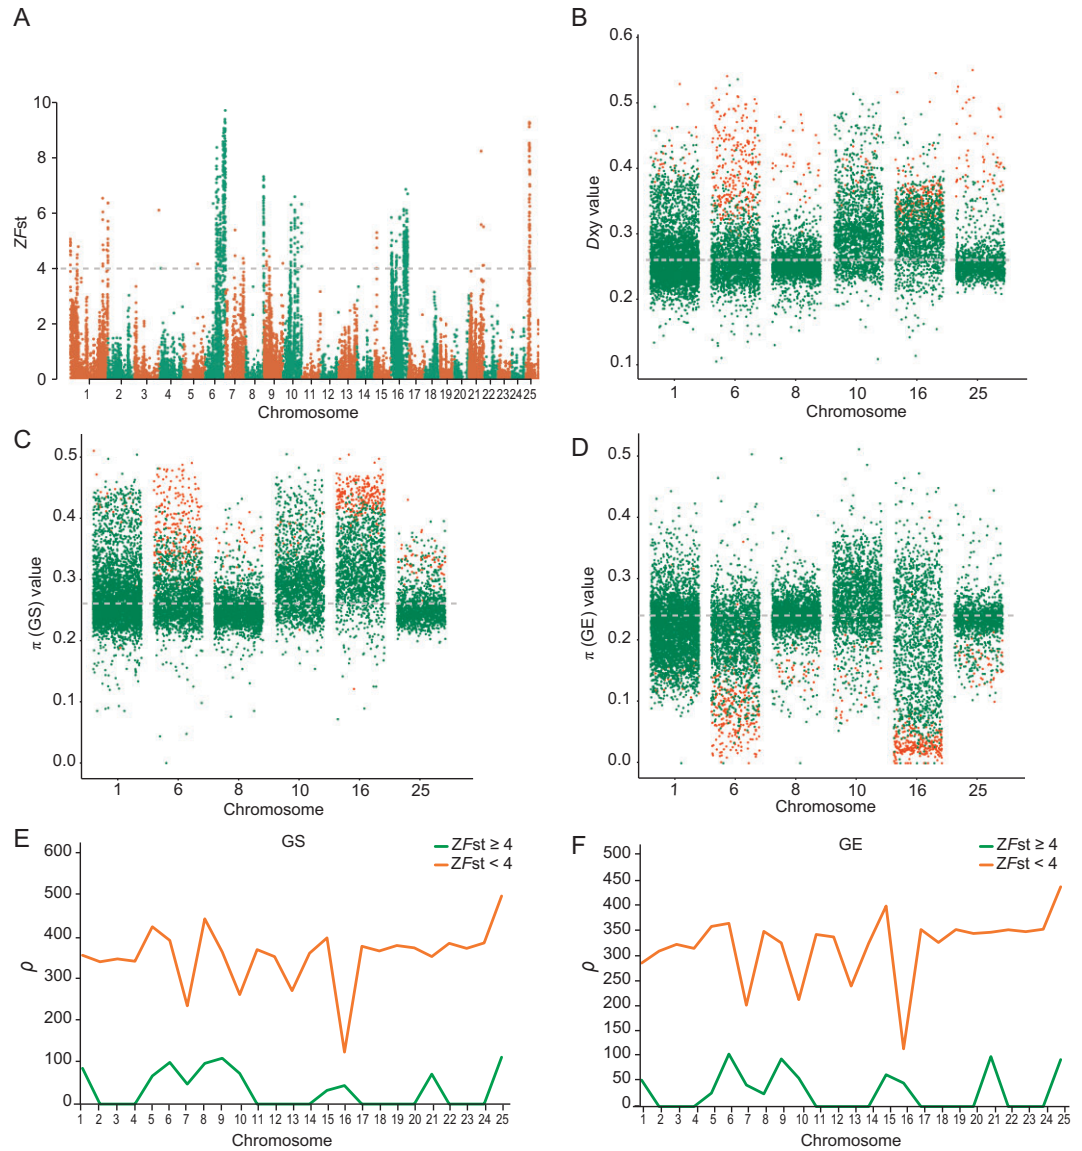 A
ZFst
10
8
6
4
2
0
1 2 3 4 5 6 7 8 9 10 11 12 13 14 15 16 17 18 19 20 21 22 23 24 25
Chromosome
B
Dxy value
0.6
0.5
0.4
0.3
0.2
0.1
1 6 8 10 16 25
Chromosome
C
π (GS) value
0.5
0.4
0.3
0.2
0.1
0.0
1 6 8 10 16 25
Chromosome
D
π (GE) value
0.5
0.4
0.3
0.2
0.1
0.0
1 6 8 10 16 25
Chromosome
E
GS
ZFst ≥ 4
ZFst < 4
ρ
600
500
400
300
200
100
0
1 2 3 4 5 6 7 8 9 10 11 12 13 14 15 16 17 18 19 20 21 22 23 24 25
Chromosome
F
GE
ZFst ≥ 4
ZFst < 4
ρ
500
450
400
350
300
250
200
150
100
50
0
1 2 3 4 5 6 7 8 9 10 11 12 13 14 15 16 17 18 19 20 21 22 23 24 25
Chromosome